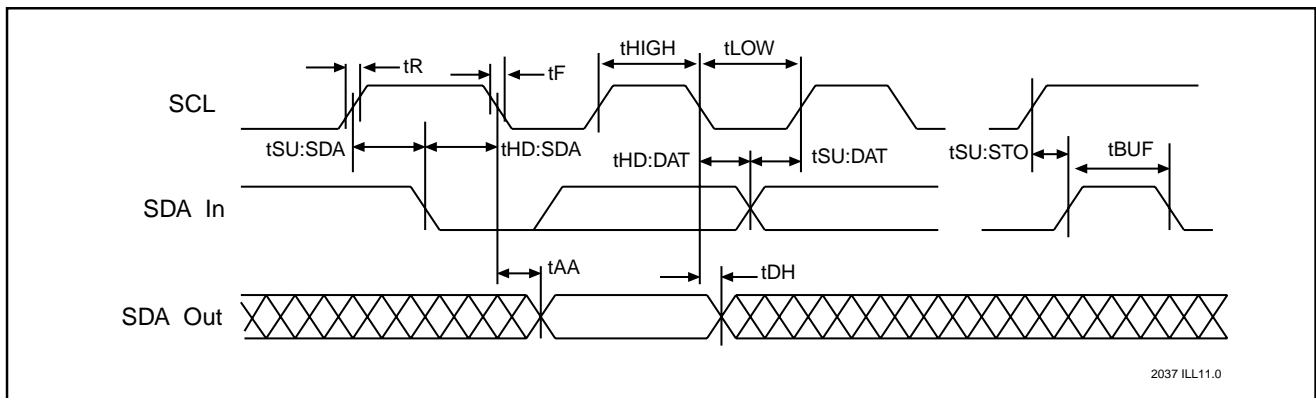 tHIGH tLOW
tR tF
SCL
tSU:SDA tHD:SDA tHD:DAT tSU:DAT tSU:STO tBUF
SDA In
tAA tDH
SDA Out
2037 ILL11.0